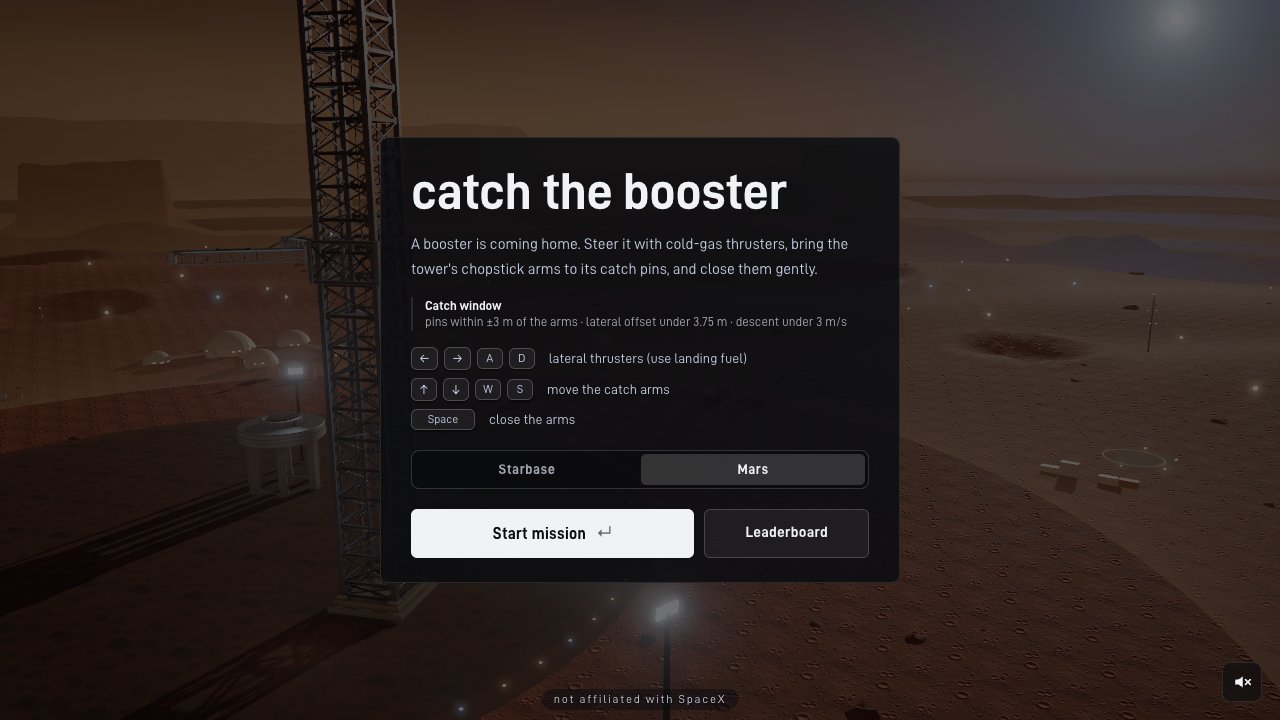 catch the booster
A booster is coming home. Steer it with cold-gas thrusters, bring the
tower's chopstick arms to its catch pins, and close them gently.
Catch window
pins within ±3 m of the arms · lateral offset under 3.75 m · descent under 3 m/s
← → A D lateral thrusters (use landing fuel)
↑ ↓ W S move the catch arms
Space close the arms
Starbase Mars
Start mission ↵ Leaderboard
not affiliated with SpaceX